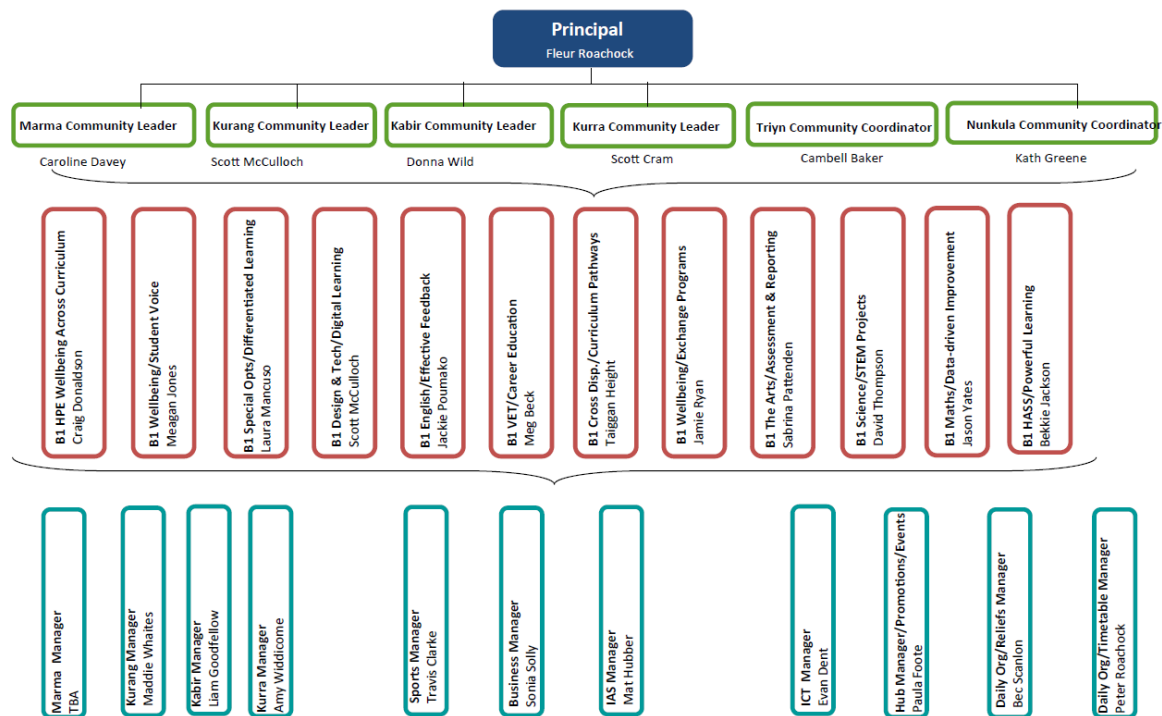 Principal
Fleur Roachock
Marma Community Leader
Kurang Community Leader
Kabir Community Leader
Kurra Community Leader
Triyn Community Coordinator
Nunkula Community Coordinator
Caroline Davey
Scott McCulloch
Donna Wild
Scott Cram
Cambell Baker
Kath Greene
B1 HPE Wellbeing Across Curriculum
Craig Donaldson
B1 Wellbeing/Student Voice
Meagan Jones
B1 Special Opts/Differentiated Learning
Laura Mancuso
B1 Design & Tech/Digital Learning
Scott McCulloch
B1 English/Effective Feedback
Jackie Poumako
B1 VET/Career Education
Meg Beck
B1 Cross Disp./Curriculum Pathways
Taiggan Height
B1 Wellbeing/Exchange Programs
Jamie Ryan
B1 The Arts/Assessment & Reporting
Sabrina Pattenden
B1 Science/STEM Projects
David Thompson
B1 Maths/Data-driven Improvement
Jason Yates
B1 HASS/Powerful Learning
Bekkie Jackson
Marma Manager
TBA
Kurang Manager
Maddie Whaites
Kabir Manager
Liam Goodfellow
Kurra Manager
Amy Widdicome
Sports Manager
Travis Clarke
Business Manager
Sonia Solly
IAS Manager
Mat Hubber
ICT Manager
Evan Dent
Hub Manager/Promotions/Events
Paula Foote
Daily Org/Reliefs Manager
Bec Scanlon
Daily Org/Timetable Manager
Peter Roachock